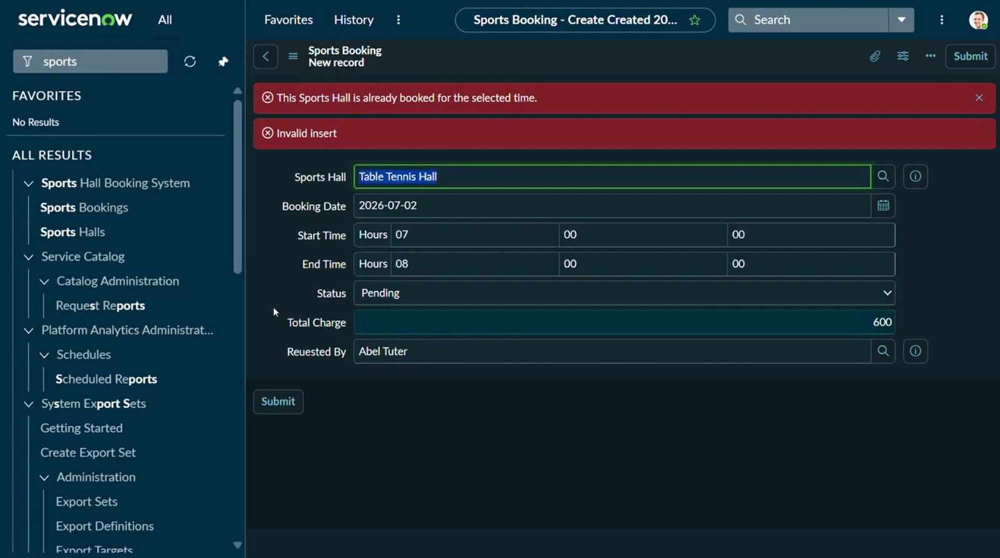 servicenow
All
Favorites
History
Sports Booking - Create Created 20...
Search
sports
FAVORITES
No Results
ALL RESULTS
Sports Hall Booking System
Sports Bookings
Sports Halls
Service Catalog
Catalog Administration
Request Reports
Platform Analytics Administrat...
Schedules
Scheduled Reports
System Export Sets
Getting Started
Create Export Set
Administration
Export Sets
Export Definitions
Export Targets
Sports Booking
New record
Submit
This Sports Hall is already booked for the selected time.
Invalid insert
Sports Hall Table Tennis Hall
Booking Date 2026-07-02
Start Time Hours 07 00 00
End Time Hours 08 00 00
Status Pending
Total Charge 600
Reuested By Abel Tuter
Submit